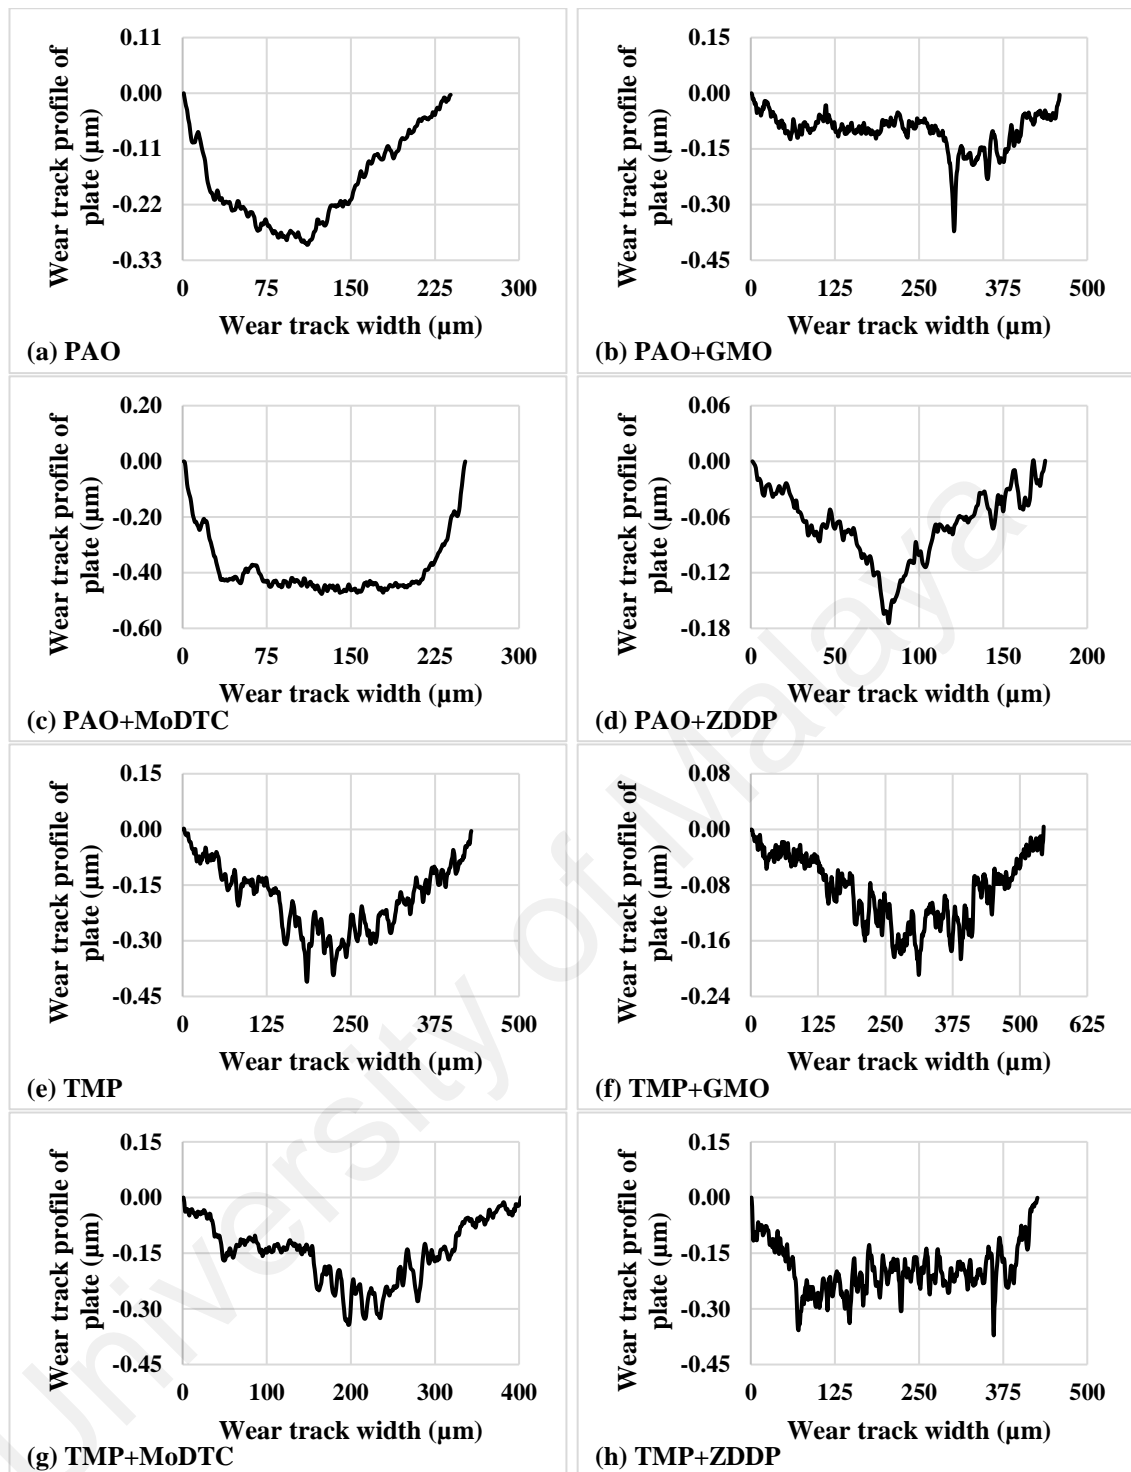 0.11
0.00
-0.11
-0.22
-0.33
0 75 150 225 300
Wear track profile of
plate (µm)
Wear track width (µm)
(a) PAO
0.15
0.00
-0.15
-0.30
-0.45
0 125 250 375 500
Wear track profile of
plate (µm)
Wear track width (µm)
(b) PAO+GMO
0.20
0.00
-0.20
-0.40
-0.60
0 75 150 225 300
Wear track profile of
plate (µm)
Wear track width (µm)
(c) PAO+MoDTC
0.06
0.00
-0.06
-0.12
-0.18
0 50 100 150 200
Wear track profile of
plate (µm)
Wear track width (µm)
(d) PAO+ZDDP
0.15
0.00
-0.15
-0.30
-0.45
0 125 250 375 500
Wear track profile of
plate (µm)
Wear track width (µm)
(e) TMP
0.08
0.00
-0.08
-0.16
-0.24
0 125 250 375 500 625
Wear track profile of
plate (µm)
Wear track width (µm)
(f) TMP+GMO
0.15
0.00
-0.15
-0.30
-0.45
0 100 200 300 400
Wear track profile of
plate (µm)
Wear track width (µm)
(g) TMP+MoDTC
0.15
0.00
-0.15
-0.30
-0.45
0 125 250 375 500
Wear track profile of
plate (µm)
Wear track width (µm)
(h) TMP+ZDDP
University of Malaya